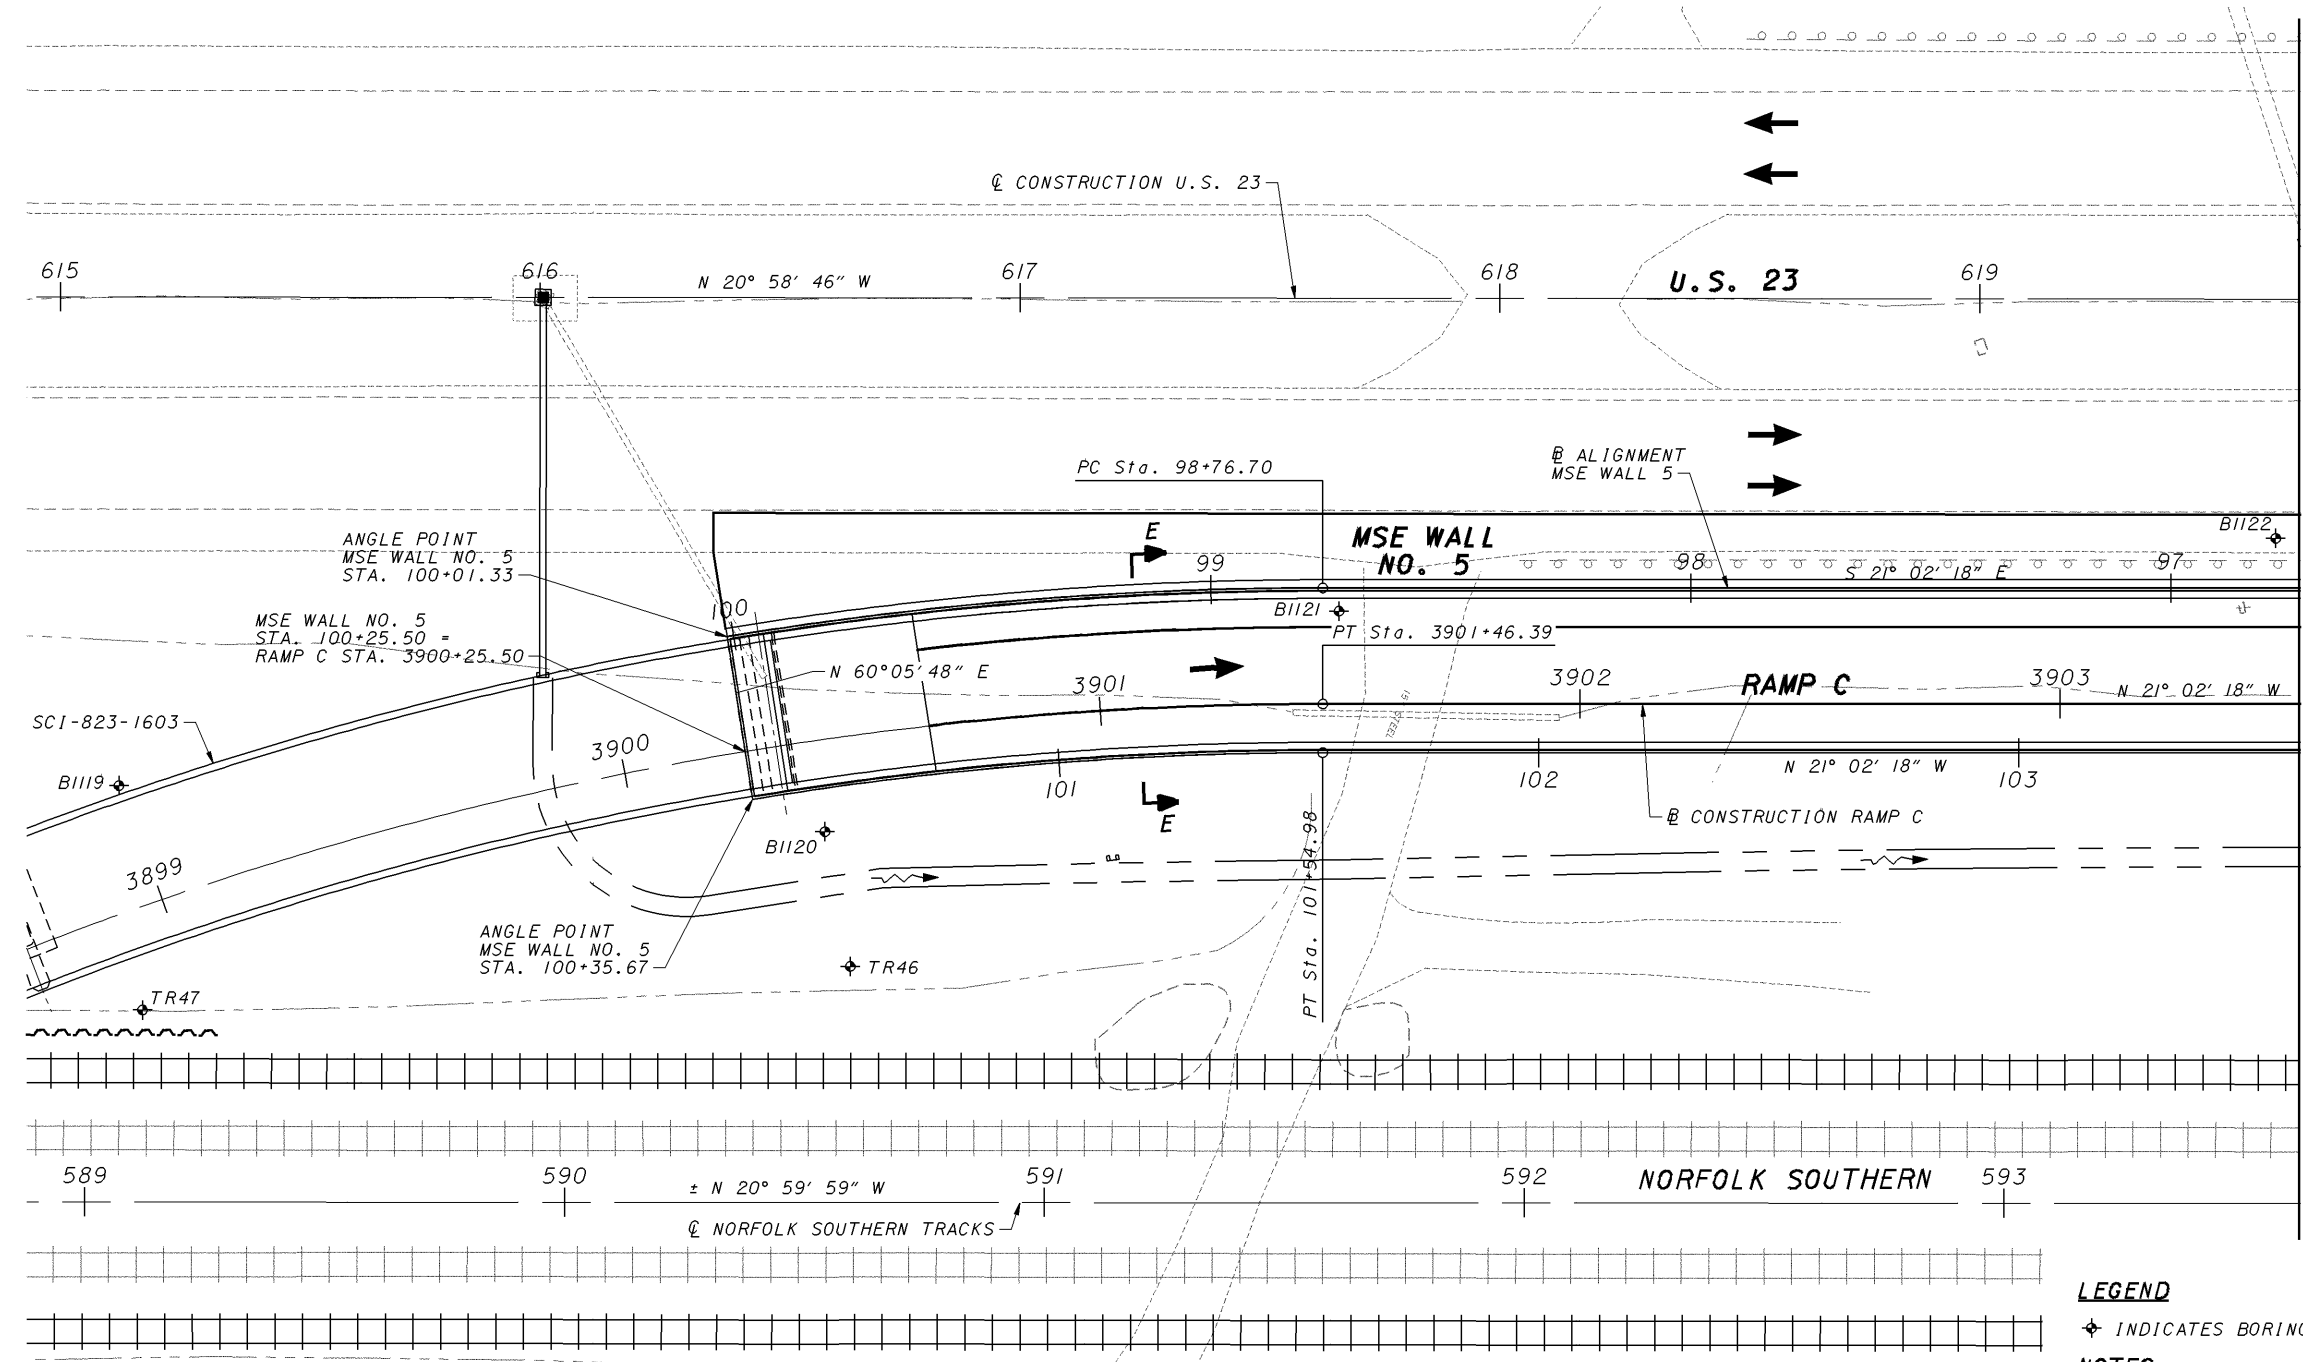 ℄ CONSTRUCTION U.S. 23
615
616
617
618
619
N 20° 58' 46" W
U.S. 23
PC Sta. 98+76.70
℄ ALIGNMENT
MSE WALL 5
ANGLE POINT
MSE WALL NO. 5
STA. 100+01.33
E
MSE WALL
NO. 5
B1122
99
98
97
S 21° 02' 18" E
100
B1121
MSE WALL NO. 5
STA. 100+25.50 =
RAMP C STA. 3900+25.50
PT Sta. 3901+46.39
N 60°05'48" E
3901
3902
RAMP C
3903
N 21° 02' 18" W
SCI-823-1603
3900
15" STEEL
B1119
101
102
103
N 21° 02' 18" W
E
B CONSTRUCTION RAMP C
B1120
3899
PT Sta. 101+54.98
ANGLE POINT
MSE WALL NO. 5
STA. 100+35.67
TR46
TR47
589
590
591
592
593
± N 20° 59' 59" W
NORFOLK SOUTHERN
℄ NORFOLK SOUTHERN TRACKS
LEGEND
INDICATES BORING
NOTES